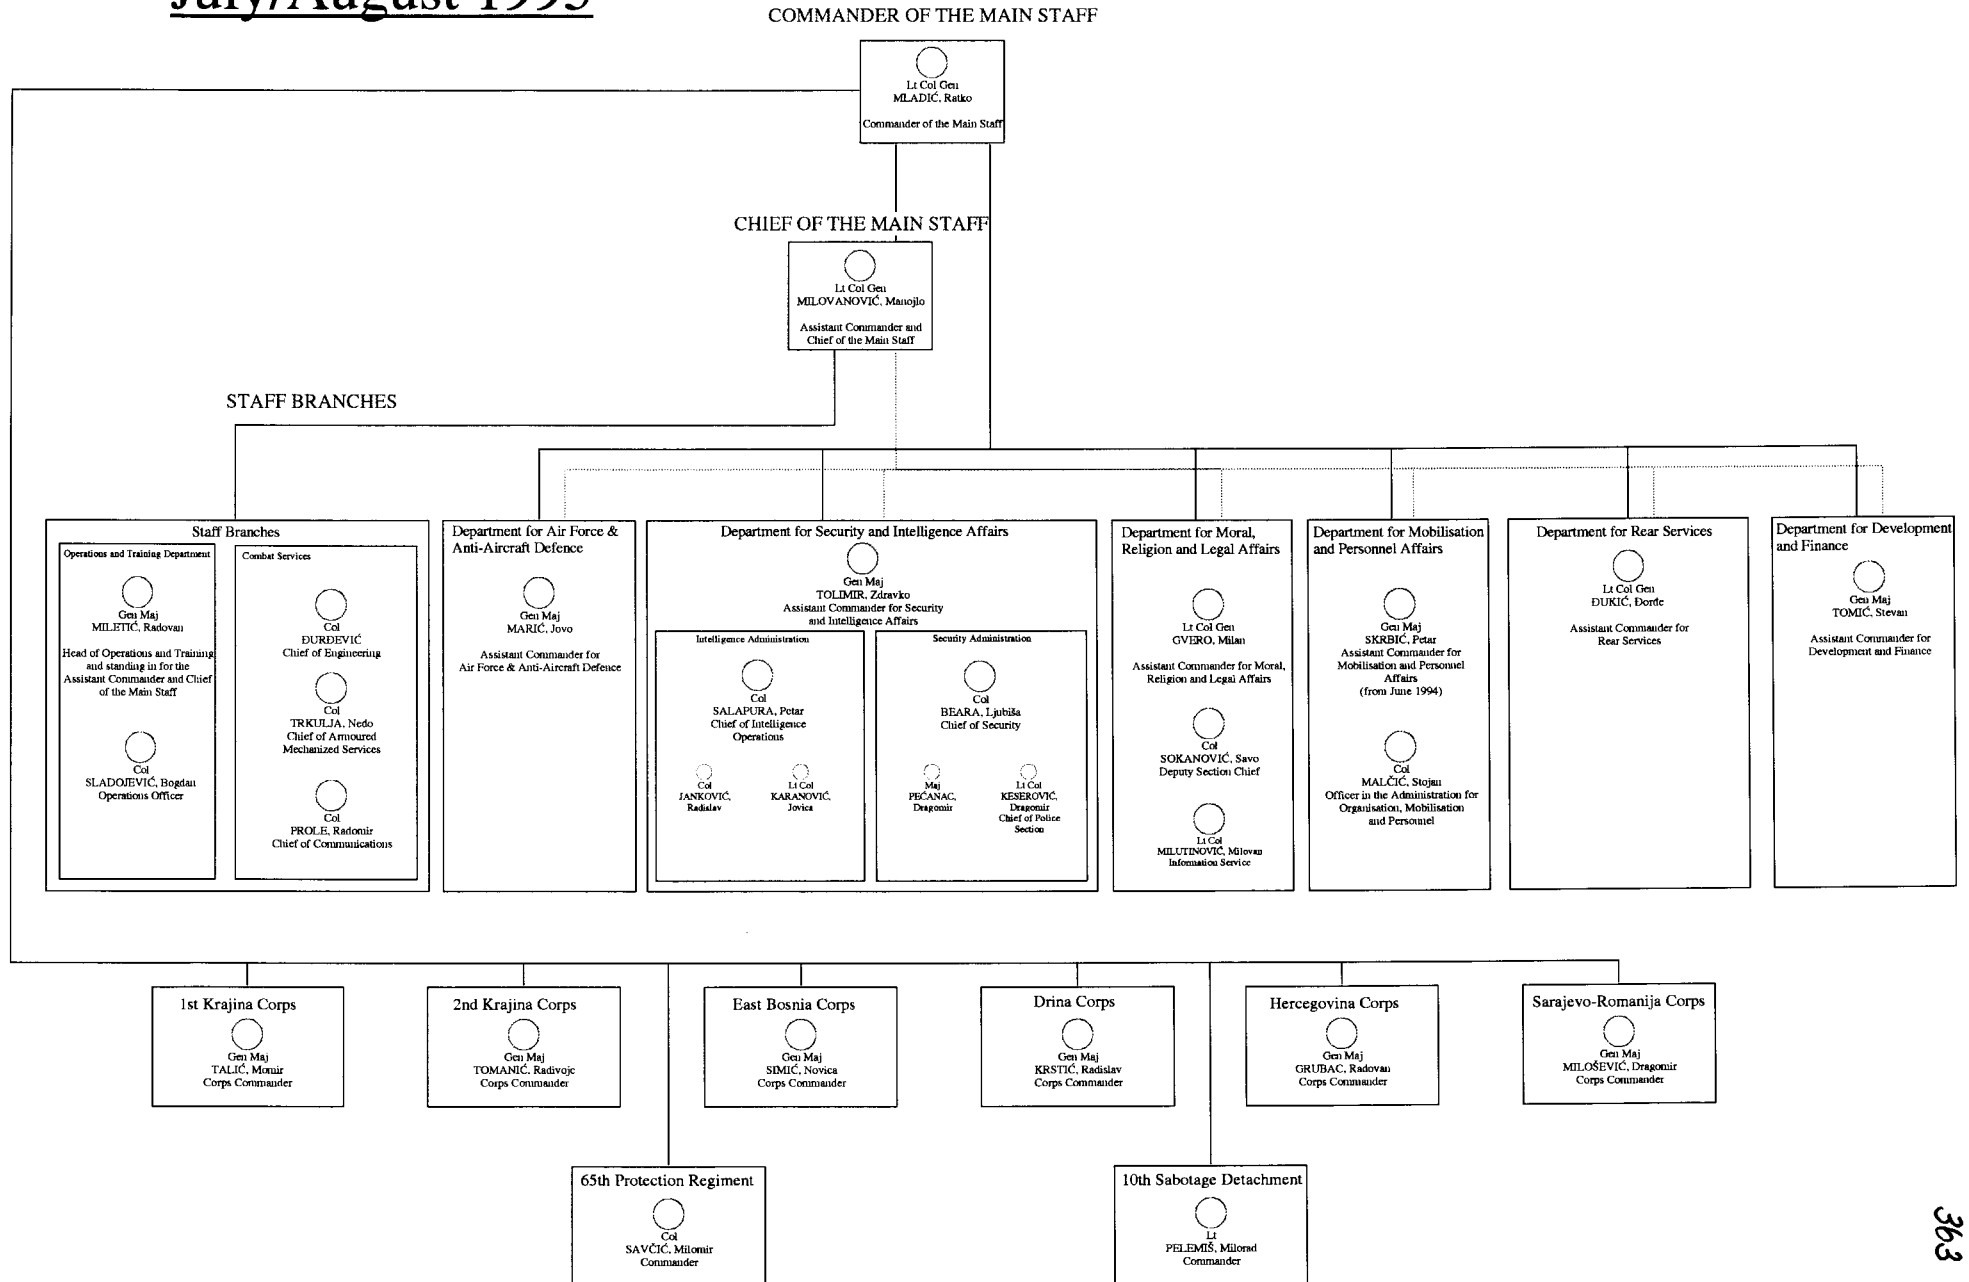 July/August 1995
COMMANDER OF THE MAIN STAFF
Lt Col Gen
MLADIĆ, Ratko
Commander of the Main Staff
CHIEF OF THE MAIN STAFF
Lt Col Gen
MILOVANOVIĆ, Manojlo
Assistant Commander and
Chief of the Main Staff
STAFF BRANCHES
Staff Branches
Operations and Training Department
Gen Maj
MILETIĆ, Radovan
Head of Operations and Training
and standing in for the
Assistant Commander and Chief
of the Main Staff
Col
SLADOJEVIĆ, Bogdan
Operations Officer
Combat Services
Col
ĐURĐEVIĆ
Chief of Engineering
Col
TRKULJA, Nedo
Chief of Armoured
Mechanized Services
Col
PROLE, Radomir
Chief of Communications
Department for Air Force &
Anti-Aircraft Defence
Gen Maj
MARIĆ, Jovo
Assistant Commander for
Air Force & Anti-Aircraft Defence
Department for Security and Intelligence Affairs
Gen Maj
TOLIMIR, Zdravko
Assistant Commander for Security
and Intelligence Affairs
Intelligence Administration
Col
SALAPURA, Petar
Chief of Intelligence
Operations
Col
JANKOVIĆ,
Radislav
Lt Col
KARANOVIĆ,
Jovica
Security Administration
Col
BEARA, Ljubiša
Chief of Security
Maj
PEĆANAC,
Dragomir
Lt Col
KESEROVIĆ,
Dragomir
Chief of Police
Section
Department for Moral,
Religion and Legal Affairs
Lt Col Gen
GVERO, Milan
Assistant Commander for Moral,
Religion and Legal Affairs
Col
SOKANOVIĆ, Savo
Deputy Section Chief
Lt Col
MILUTINOVIĆ, Milovan
Information Service
Department for Mobilisation
and Personnel Affairs
Gen Maj
SKRBIĆ, Petar
Assistant Commander for
Mobilisation and Personnel
Affairs
(from June 1994)
Col
MALČIĆ, Stojan
Officer in the Administration for
Organisation, Mobilisation
and Personnel
Department for Rear Services
Lt Col Gen
ĐUKIĆ, Đorđe
Assistant Commander for
Rear Services
Department for Development
and Finance
Gen Maj
TOMIĆ, Stevan
Assistant Commander for
Development and Finance
1st Krajina Corps
Gen Maj
TALIĆ, Momir
Corps Commander
2nd Krajina Corps
Gen Maj
TOMANIĆ, Radivoje
Corps Commander
East Bosnia Corps
Gen Maj
SIMIĆ, Novica
Corps Commander
Drina Corps
Gen Maj
KRSTIĆ, Radislav
Corps Commander
Hercegovina Corps
Gen Maj
GRUBAC, Radovan
Corps Commander
Sarajevo-Romanija Corps
Gen Maj
MILOŠEVIĆ, Dragomir
Corps Commander
65th Protection Regiment
Col
SAVČIĆ, Milomir
Commander
10th Sabotage Detachment
Lt
PELEMIŠ, Milorad
Commander
363